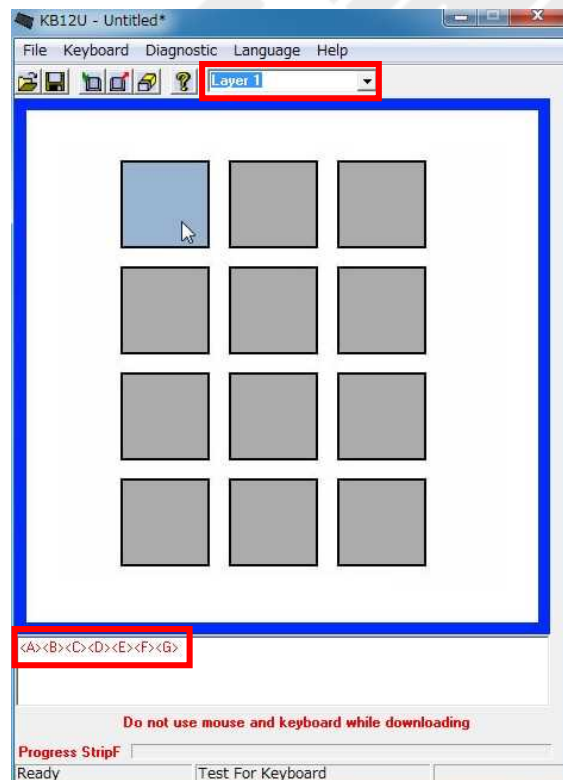 KB12U - Untitled*
File Keyboard Diagnostic Language Help
Layer 1
<A><B><C><D><E><F><G>
Do not use mouse and keyboard while downloading
Progress StripF
Ready Test For Keyboard